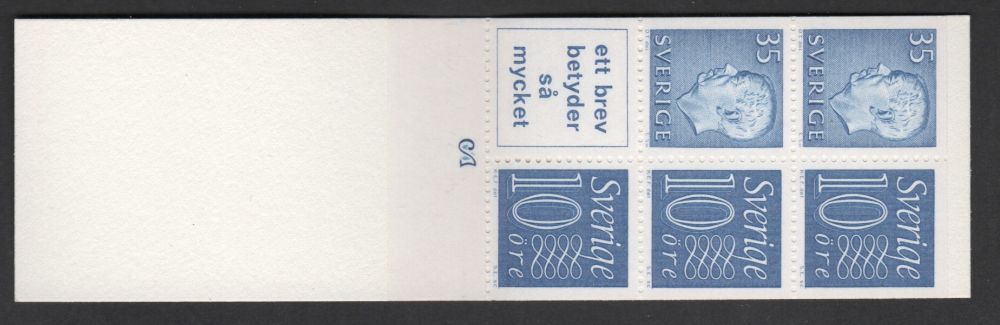 ett brev
betyder
så
mycket
35
SVERIGE
35
SVERIGE
Sverige
10
öre
Sverige
10
öre
Sverige
10
öre